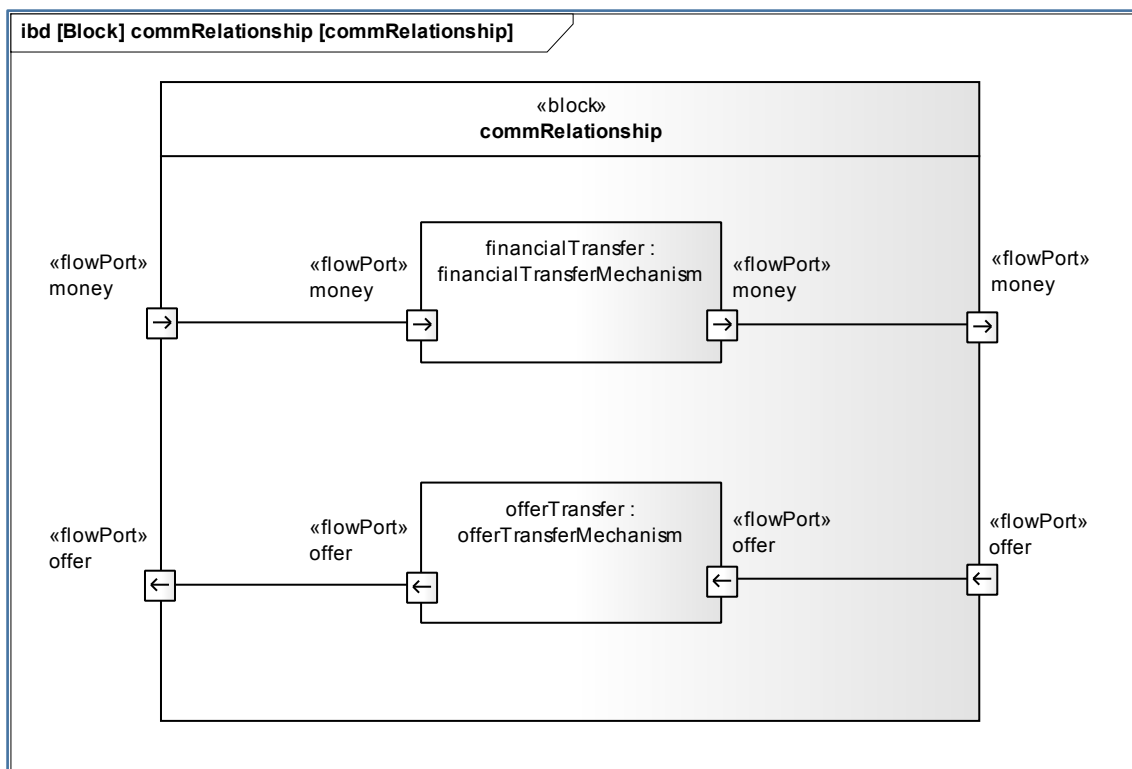 ibd [Block] commRelationship [commRelationship]
«block»
commRelationship
«flowPort»
money
«flowPort»
money
financialTransfer :
financialTransferMechanism
«flowPort»
money
«flowPort»
money
«flowPort»
offer
«flowPort»
offer
offerTransfer :
offerTransferMechanism
«flowPort»
offer
«flowPort»
offer